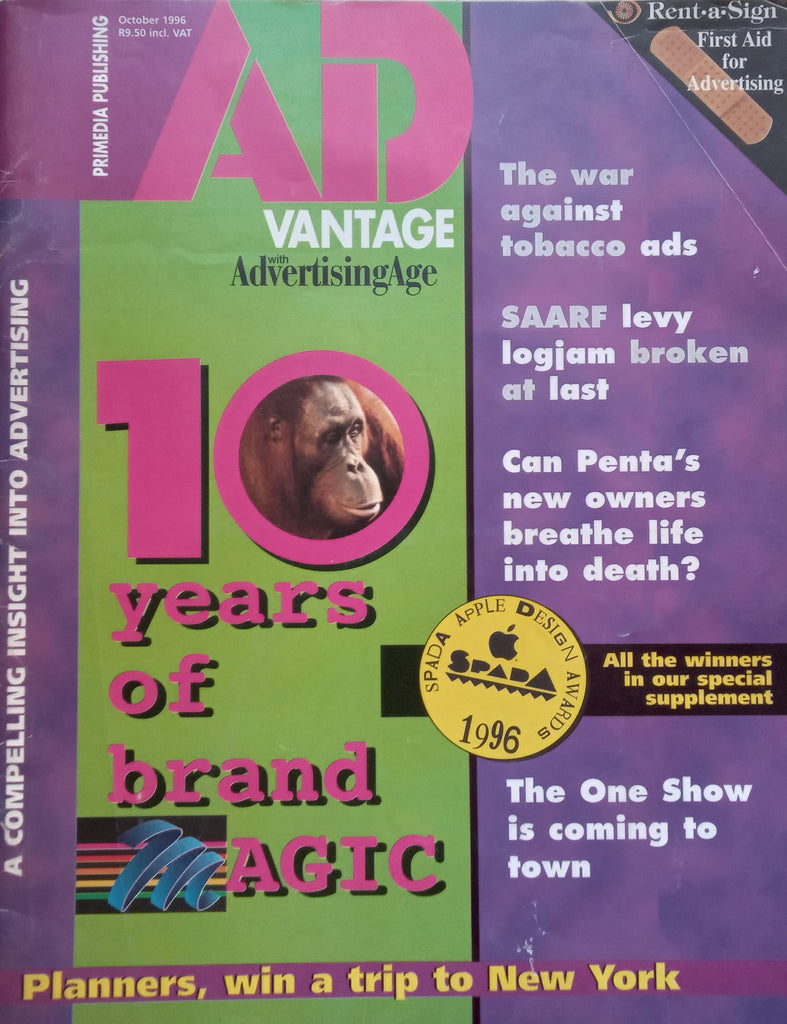 PRIMEDIA PUBLISHING
October 1996
R9.50 incl. VAT
AD
VANTAGE
with
AdvertisingAge
Rent•a•Sign
First Aid
for
Advertising
A COMPELLING INSIGHT INTO ADVERTISING
10
years
of
brand
mAGIC
The war
against
tobacco ads
SAARF levy
logjam broken
at last
Can Penta's
new owners
breathe life
into death?
SPADA APPLE DESIGN AWARDS
SPADA
1996
All the winners
in our special
supplement
The One Show
is coming to
town
Planners, win a trip to New York